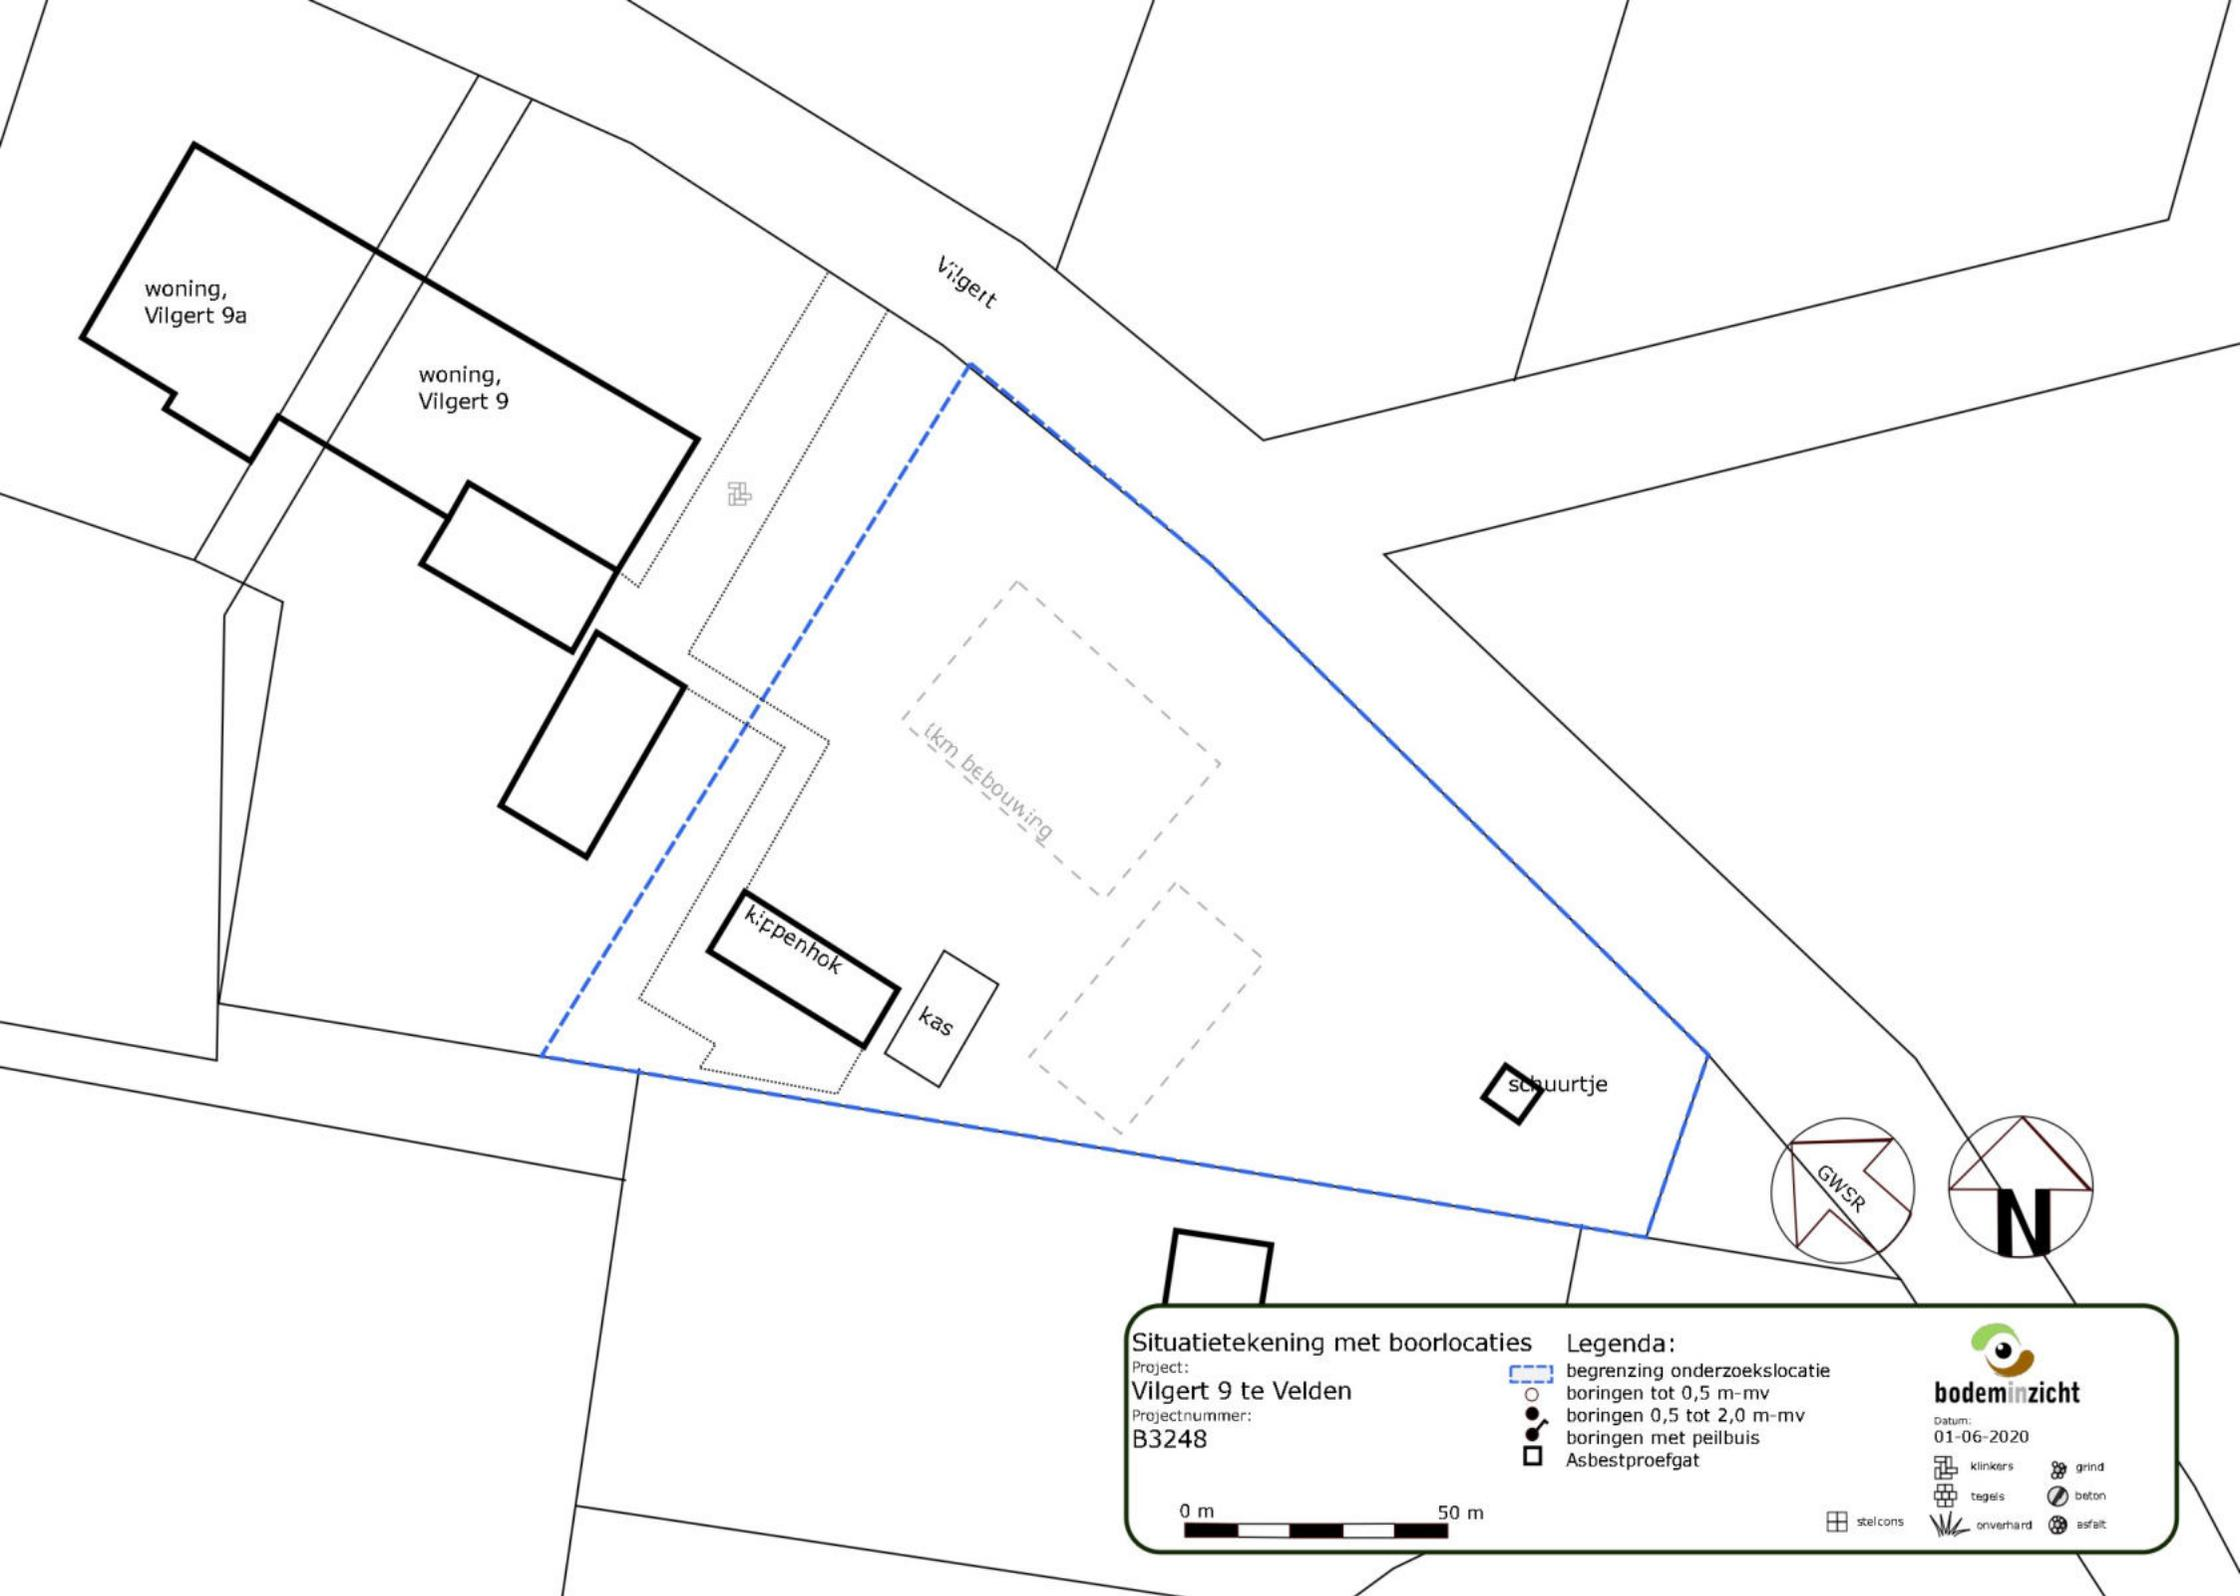 woning,
Vilgert 9a
woning,
Vilgert 9
Vilgert
tkm bebouwing
kippenhok
kas
schuurtje
GWSR
N
Situatietekening met boorlocaties
Project:
Vilgert 9 te Velden
Projectnummer:
B3248
0 m
50 m
Legenda:
begrenzing onderzoekslocatie
boringen tot 0,5 m-mv
boringen 0,5 tot 2,0 m-mv
boringen met peilbuis
Asbestproefgat
bodeminzicht
Datum:
01-06-2020
klinkers
grind
tegels
beton
stelcons
onverhard
asfalt